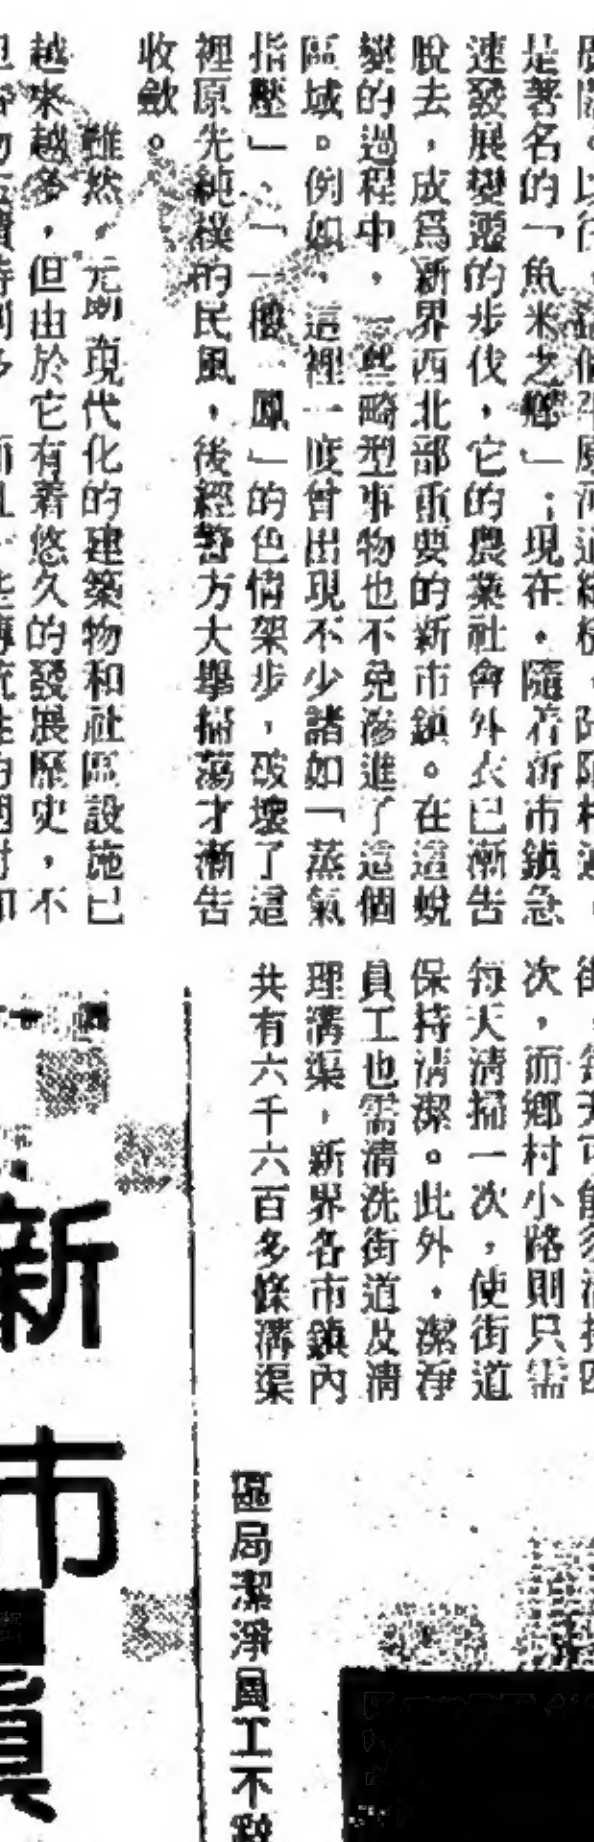 是著名的「魚米之鄉」；現在，隨着新市鎮急
速發展變遷的步伐，它的農業社會外衣已漸告
脫去，成爲新界西北部重要的新市鎮。在這蛻
變的過程中，一些畸型事物也不免滲進了這個
區域。例如，這裡一度曾出現不少諸如「蒸氣
指壓」、「一樓一鳳」的色情架步，破壞了這
裡原先純樸的民風，後經警方大舉掃蕩才漸告
收斂。
雖然，元朗現代化的建築物和社區設施已
越來越多，但由於它有着悠久的發展歷史，不
次，而鄉村小路則只需
每天清掃一次，使街道
保持清潔。此外，潔淨
員工也需清洗街道及清
理溝渠，新界各市鎮內
共有六千六百多條溝渠
區局潔淨員工不
新市